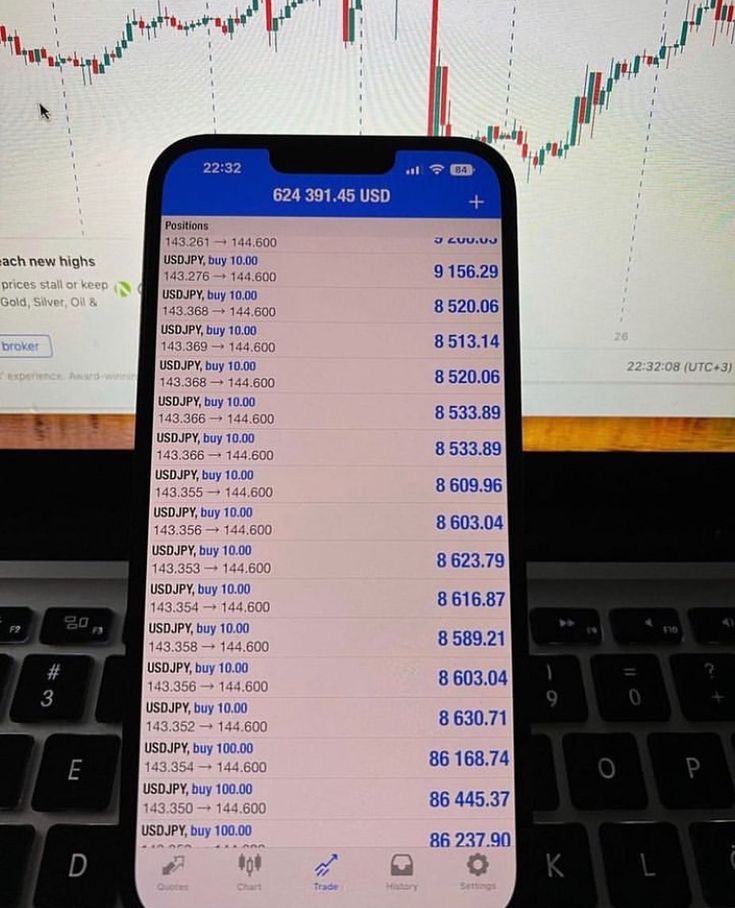 22:32
84
624 391.45 USD
+
Positions
143.261 → 144.600
USDJPY, buy 10.00
143.276 → 144.600 9 156.29
USDJPY, buy 10.00
143.368 → 144.600 8 520.06
USDJPY, buy 10.00
143.369 → 144.600 8 513.14
USDJPY, buy 10.00
143.368 → 144.600 8 520.06
USDJPY, buy 10.00
143.366 → 144.600 8 533.89
USDJPY, buy 10.00
143.366 → 144.600 8 533.89
USDJPY, buy 10.00
143.355 → 144.600 8 609.96
USDJPY, buy 10.00
143.356 → 144.600 8 603.04
USDJPY, buy 10.00
143.353 → 144.600 8 623.79
USDJPY, buy 10.00
143.354 → 144.600 8 616.87
USDJPY, buy 10.00
143.358 → 144.600 8 589.21
USDJPY, buy 10.00
143.356 → 144.600 8 603.04
USDJPY, buy 10.00
143.352 → 144.600 8 630.71
USDJPY, buy 100.00
143.354 → 144.600 86 168.74
USDJPY, buy 100.00
143.350 → 144.600 86 445.37
USDJPY, buy 100.00
86 237.90
Quotes Chart Trade History Settings
each new highs
prices stall or keep
Gold, Silver, Oil &
broker
' experience.
26
22:32:08 (UTC+3)
F2 F3
F9 F10
# 3
) 9
= 0
? +
E
O
P
D
K
L